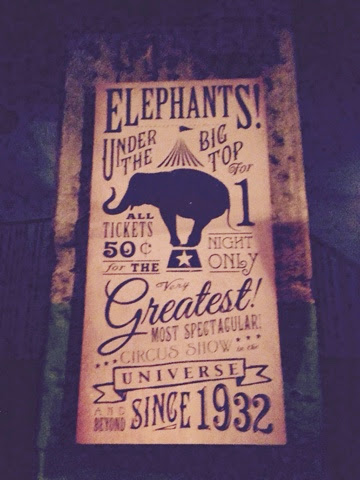 ELEPHANTS!
UNDER THE BIG TOP for 1
ALL TICKETS 50¢
NIGHT ONLY
for THE Very
Greatest!
MOST SPECTACULAR!
CIRCUS SHOW in the
UNIVERSE
AND BEYOND SINCE 1932